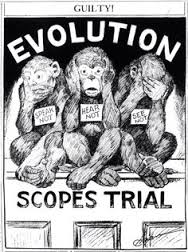 GUILTY!
EVOLUTION
SPEAK NOT
HEAR NOT
SEE NOT
SCOPES TRIAL